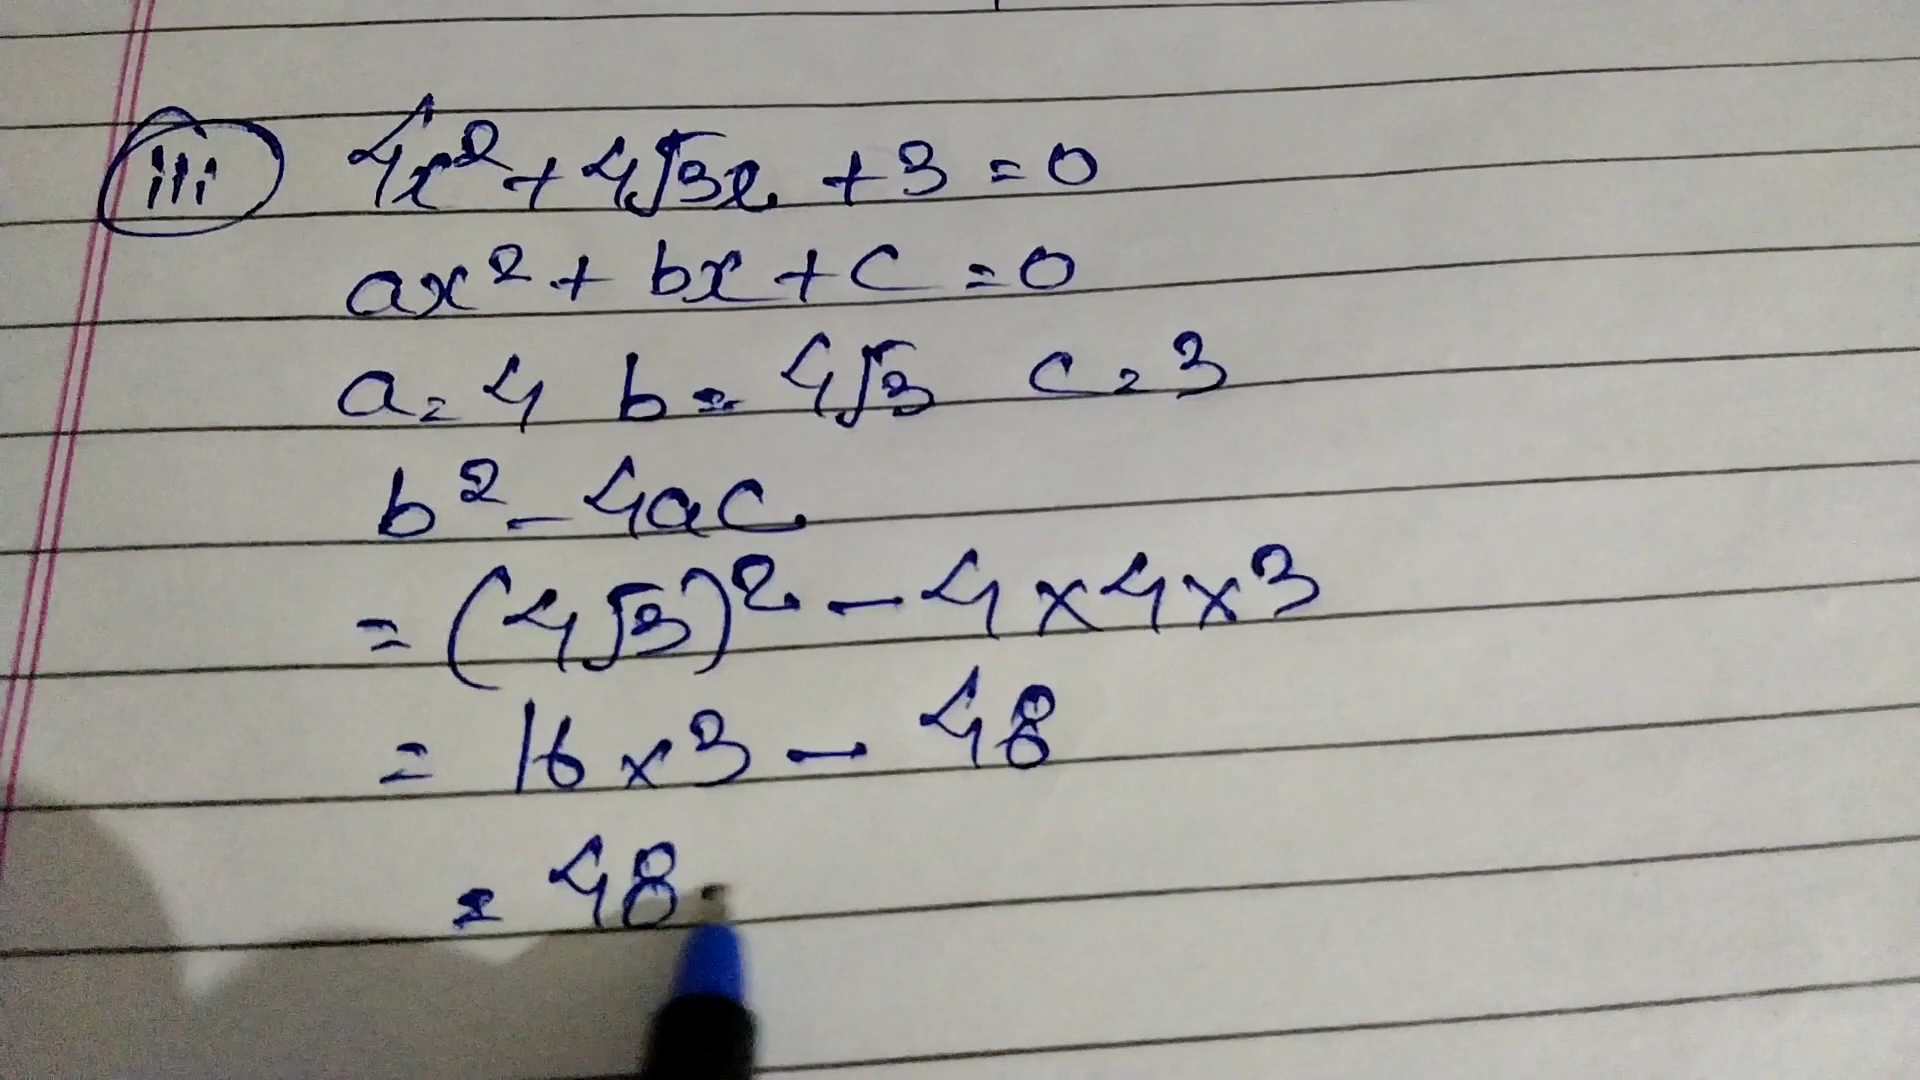 iii 4x² + 4√3x + 3 = 0
ax² + bx + c = 0
a = 4 b = 4√3 c = 3
b² - 4ac
= (4√3)² - 4 × 4 × 3
= 16 × 3 - 48
= 48 -